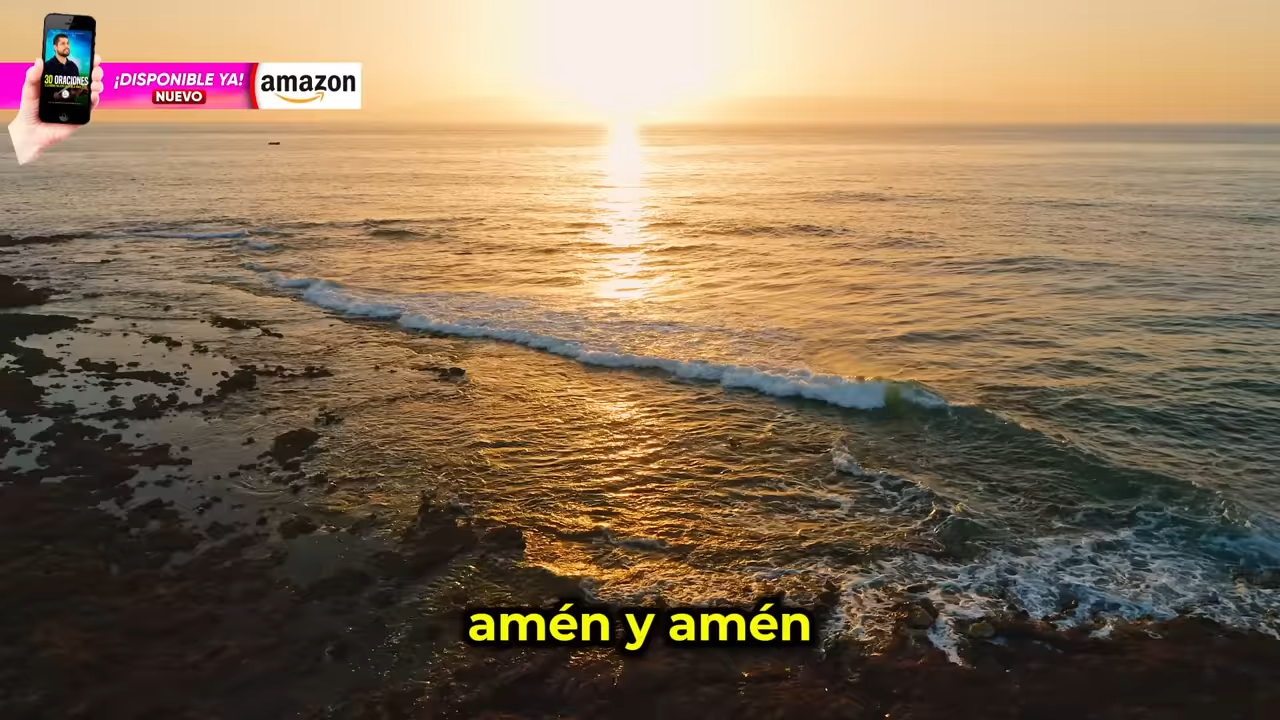 30 ORACIONES
¡DISPONIBLE YA!
NUEVO
amazon
amén y amén